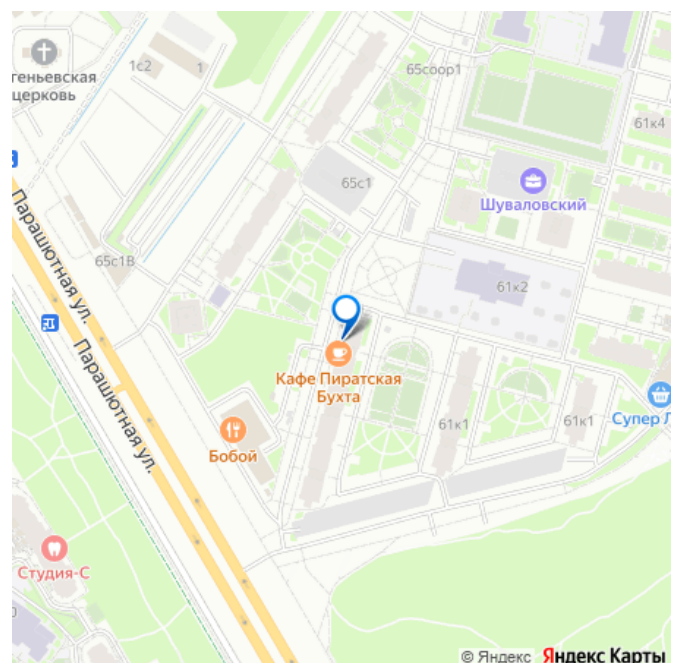 геньевская
церковь
1с2
1
65соор1
61к4
65с1
Шуваловский
Парашютная ул.
65с1В
61к2
Парашютная ул.
Кафе Пиратская
Бухта
61к1
61к1
Супер Л
Бобой
Студия-С
© Яндекс Яндекс Карты